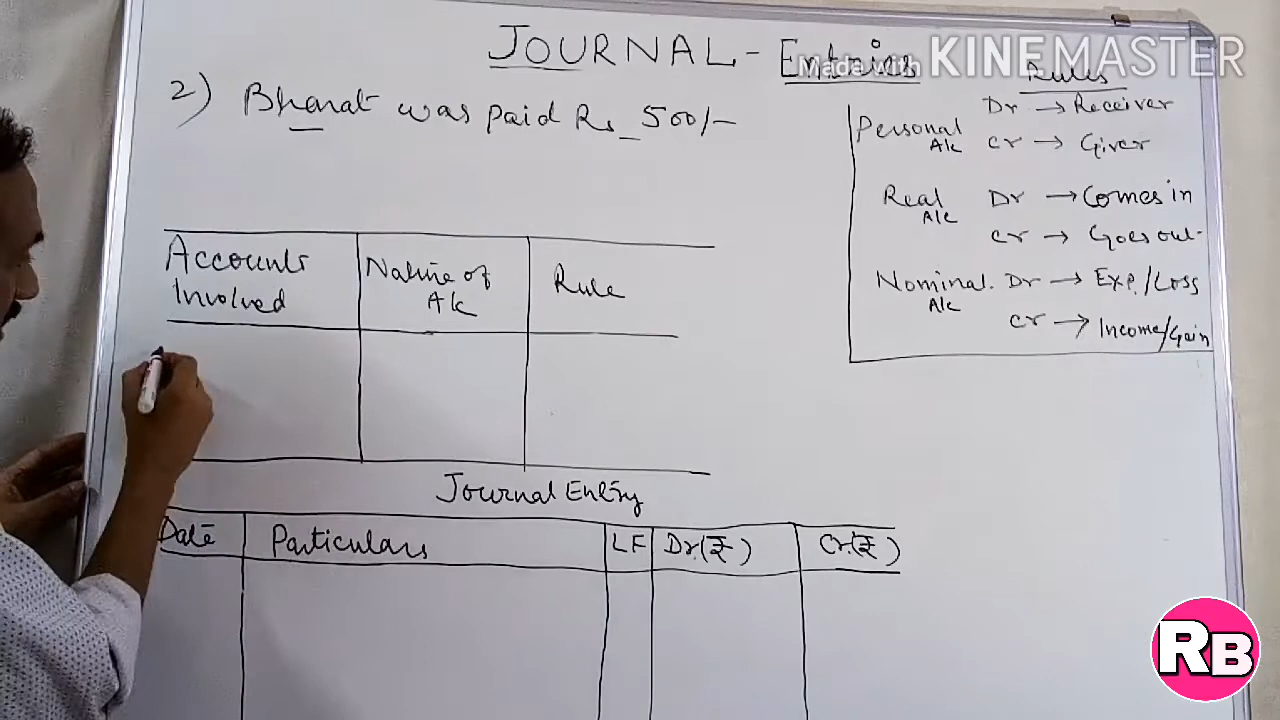 JOURNAL - Entries
Made with KINEMASTER
2) Bharat was paid Rs 500/-
Rules
Personal A/c Dr → Receiver
Cr → Giver
Real A/c Dr → Comes in
Cr → Goes out
Nominal A/c Dr → Exp./Loss
Cr → Income/Gain
Accounts Involved
Nature of A/c
Rule
Journal Entry
Date Particulars LF Dr.(₹) Cr.(₹)
RB